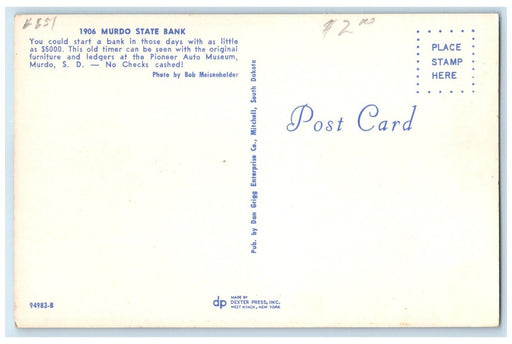 1906 MURDO STATE BANK
You could start a bank in those days with as little
as $5000. This old timer can be seen with the original
furniture and ledgers at the Pioneer Auto Museum,
Murdo, S. D. — No Checks cashed!
Photo by Bob Meisenholder
$2.00
PLACE
STAMP
HERE
Post Card
Pub. by Dan Grigg Enterprise Co., Mitchell, South Dakota
94983-B
dp
MADE BY
DEXTER PRESS, INC.
WEST NYACK, NEW YORK